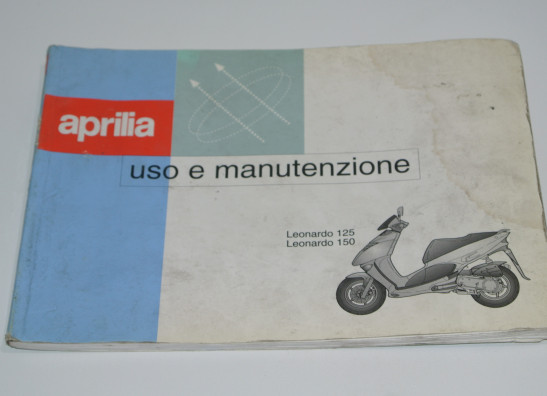 aprilia
uso e manutenzione
Leonardo 125
Leonardo 150